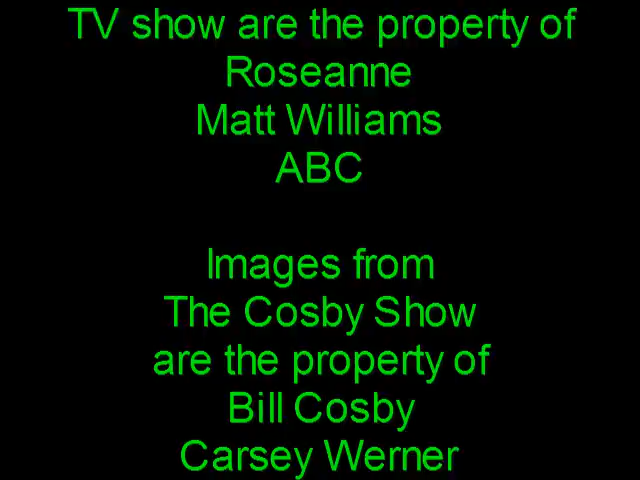 TV show are the property of
Roseanne
Matt Williams
ABC
Images from
The Cosby Show
are the property of
Bill Cosby
Carsey Werner